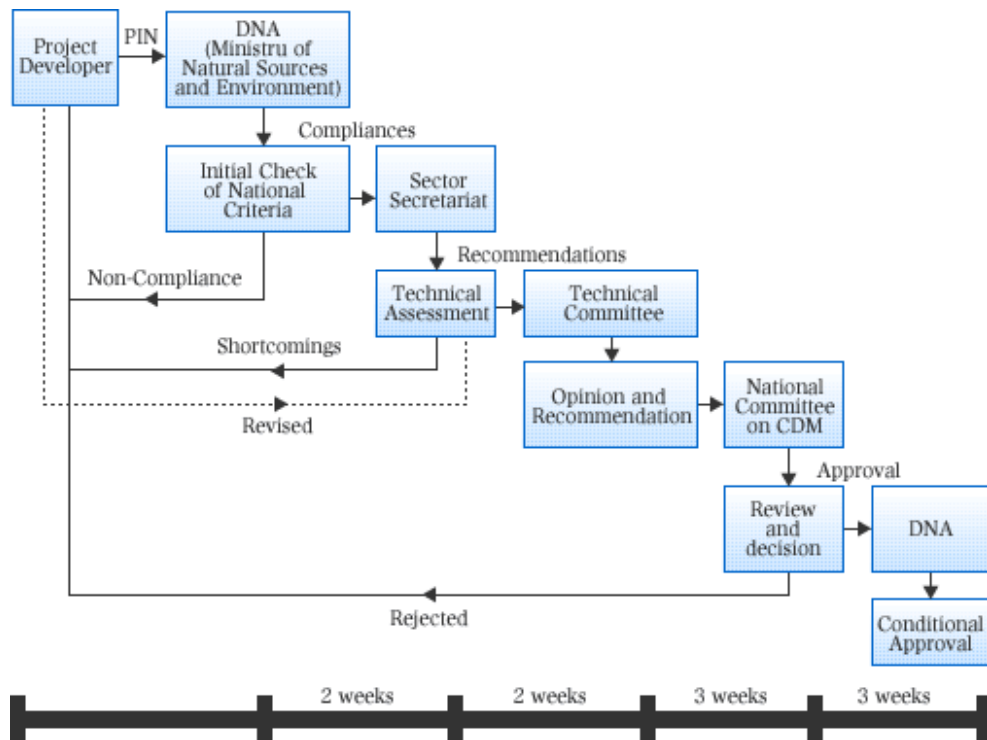 Project
Developer
PIN
DNA
(Ministru of
Natural Sources
and Environment)
Compliances
Initial Check
of National
Criteria
Sector
Secretariat
Recommendations
Non-Compliance
Technical
Assessment
Technical
Committee
Shortcomings
Opinion and
Recommendation
National
Committee
on CDM
Revised
Approval
Review
and
decision
DNA
Rejected
Conditional
Approval
2 weeks
2 weeks
3 weeks
3 weeks